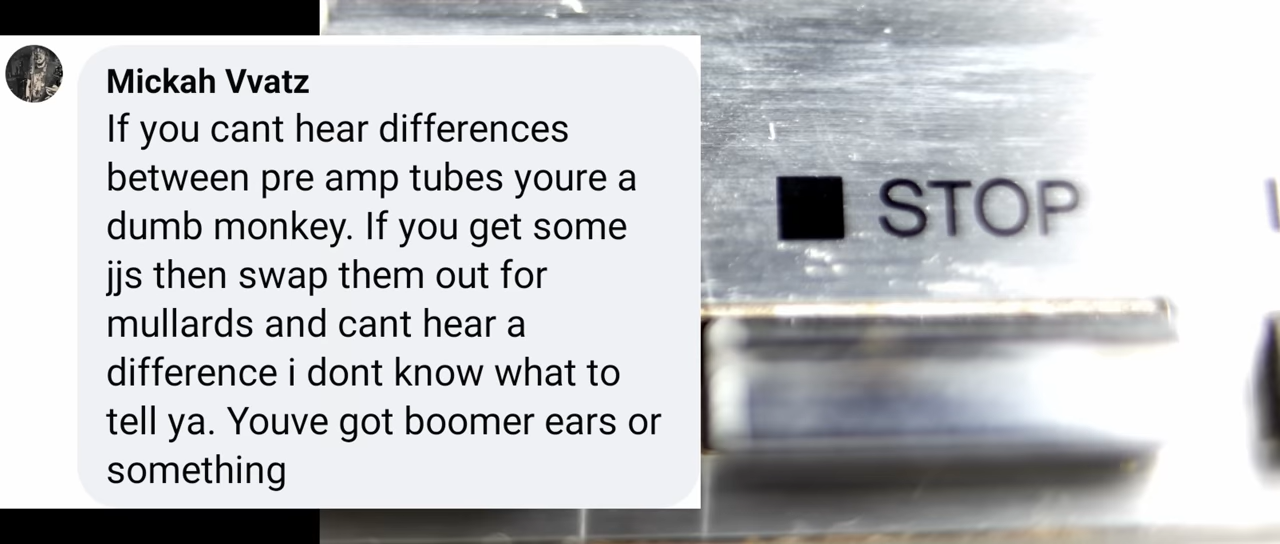 Mickah Vvatz
If you cant hear differences
between pre amp tubes youre a
dumb monkey. If you get some
jjs then swap them out for
mullards and cant hear a
difference i dont know what to
tell ya. Youve got boomer ears or
something
STOP